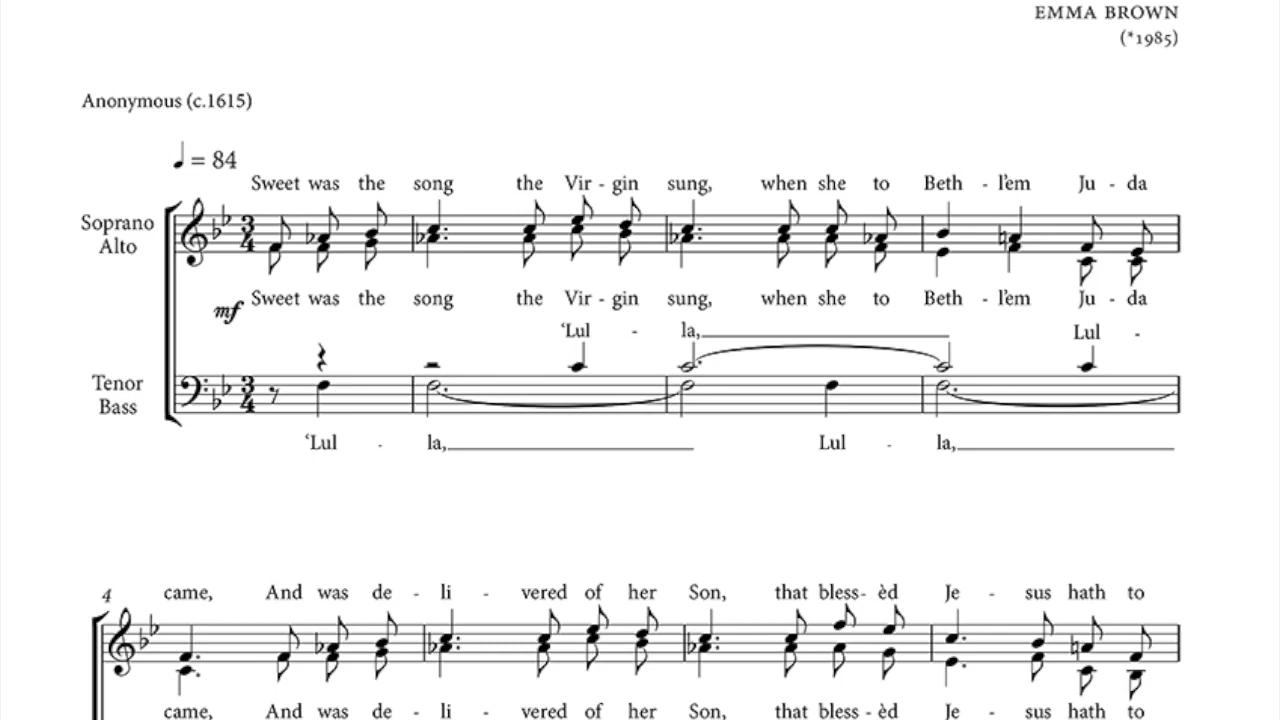 EMMA BROWN
(*1985)
Anonymous (c.1615)
= 84
Sweet was the song the Vir - gin sung, when she to Beth - l'em Ju - da
Soprano
Alto
3
4
Sweet was the song the Vir - gin sung, when she to Beth - l'em Ju - da
mf
‘Lul - la, Lul -
Tenor
Bass
3
4
‘Lul - la, Lul - la,
4
came, And was de - li - vered of her Son, that bless- èd Je - sus hath to
came, And was de - li - vered of her Son, that bless - èd Je - sus hath to